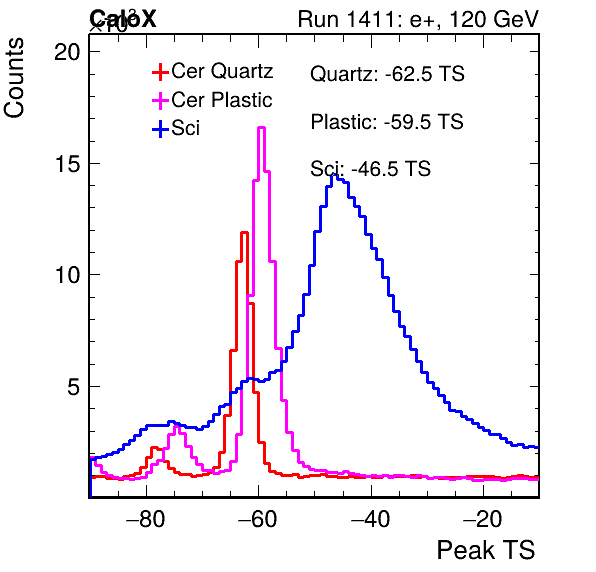 CaloX
×10³
Run 1411: e+, 120 GeV
Counts
20
15
10
5
Cer Quartz
Cer Plastic
Sci
Quartz: -62.5 TS
Plastic: -59.5 TS
Sci: -46.5 TS
−80
−60
−40
−20
Peak TS